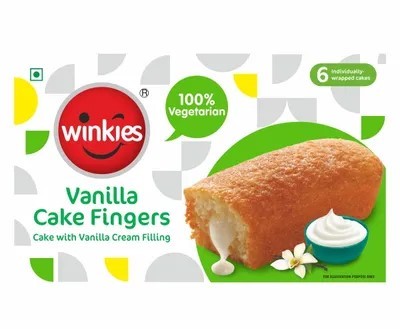 6 individually-
wrapped cakes
®
100%
Vegetarian
winkies
Vanilla
Cake Fingers
Cake with Vanilla Cream Filling